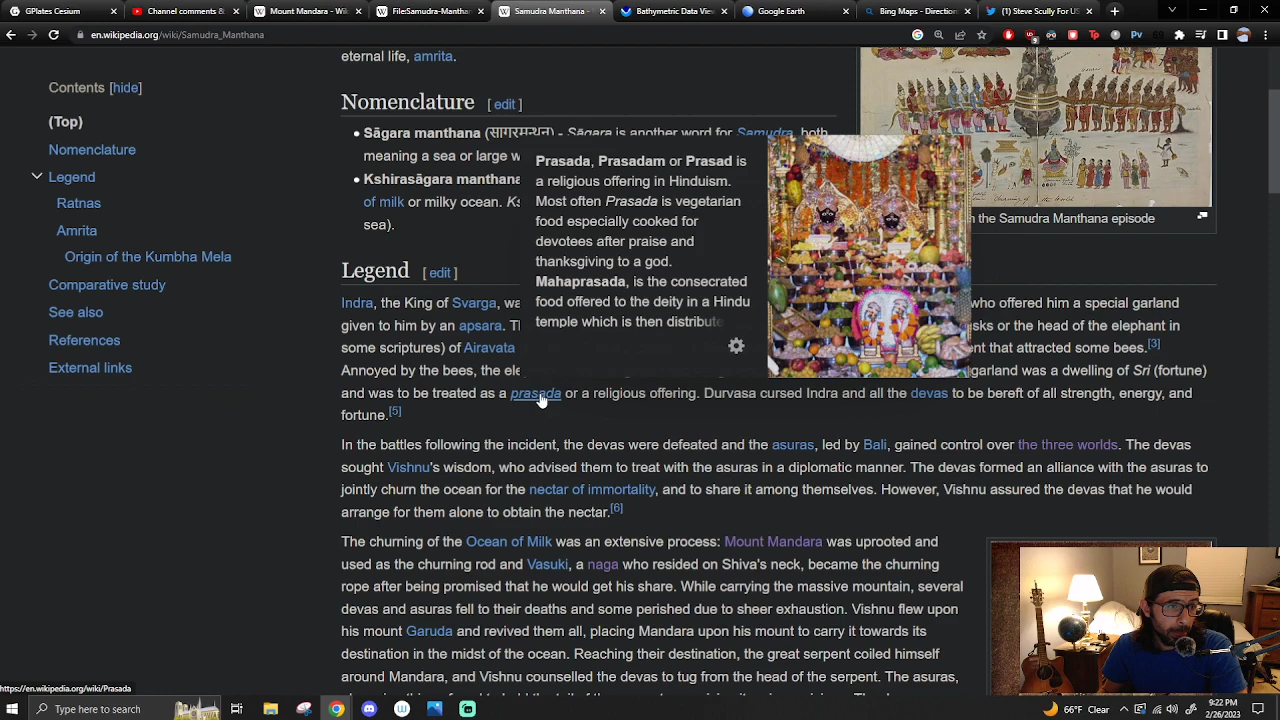 GPlates Cesium
Channel comments &
Mount Mandara - Wik
FileSamudra-Manthar
Samudra Manthana -
Bathymetric Data View
Google Earth
Bing Maps - Direction
(1) Steve Scully For US
en.wikipedia.org/wiki/Samudra_Manthana
eternal life, amrita.
Contents [hide]
(Top)
Nomenclature
Legend
Ratnas
Amrita
Origin of the Kumbha Mela
Comparative study
See also
References
External links
Nomenclature [ edit ]
Sāgara manthana (सागरमन्थन) - Sāgara is another word for Samudra, both
meaning a sea or large w
Kshirasāgara manthana
of milk or milky ocean. Ks
sea).
Prasada, Prasadam or Prasad is
a religious offering in Hinduism.
Most often Prasada is vegetarian
food especially cooked for
devotees after praise and
thanksgiving to a god.
Mahaprasada, is the consecrated
food offered to the deity in a Hindu
temple which is then distribute
n the Samudra Manthana episode
Legend [ edit ]
Indra, the King of Svarga, wa who offered him a special garland
given to him by an apsara. Tl sks or the head of the elephant in
some scriptures) of Airavata ent that attracted some bees.[3]
Annoyed by the bees, the ele garland was a dwelling of Sri (fortune)
and was to be treated as a prasada or a religious offering. Durvasa cursed Indra and all the devas to be bereft of all strength, energy, and
fortune.[5]
In the battles following the incident, the devas were defeated and the asuras, led by Bali, gained control over the three worlds. The devas
sought Vishnu's wisdom, who advised them to treat with the asuras in a diplomatic manner. The devas formed an alliance with the asuras to
jointly churn the ocean for the nectar of immortality, and to share it among themselves. However, Vishnu assured the devas that he would
arrange for them alone to obtain the nectar.[6]
The churning of the Ocean of Milk was an extensive process: Mount Mandara was uprooted and
used as the churning rod and Vasuki, a naga who resided on Shiva's neck, became the churning
rope after being promised that he would get his share. While carrying the massive mountain, several
devas and asuras fell to their deaths and some perished due to sheer exhaustion. Vishnu flew upon
his mount Garuda and revived them all, placing Mandara upon his mount to carry it towards its
destination in the midst of the ocean. Reaching their destination, the great serpent coiled himself
around Mandara, and Vishnu counselled the devas to tug from the head of the serpent. The asuras,
https://en.wikipedia.org/wiki/Prasada
Type here to search
66°F Clear
9:22 PM
2/26/2023